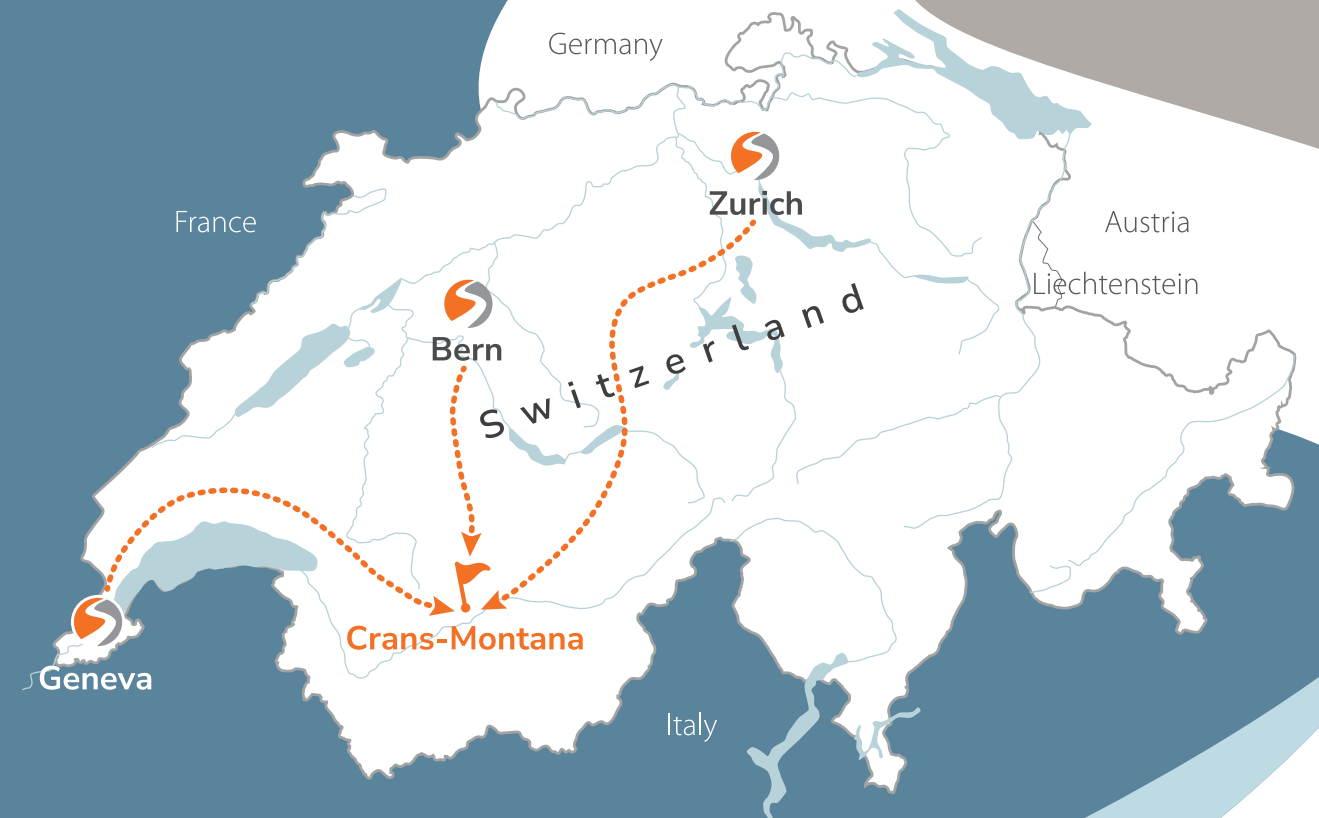 Germany
Zurich
France
Austria
Liechtenstein
Bern
Switzerland
Crans-Montana
Geneva
Italy